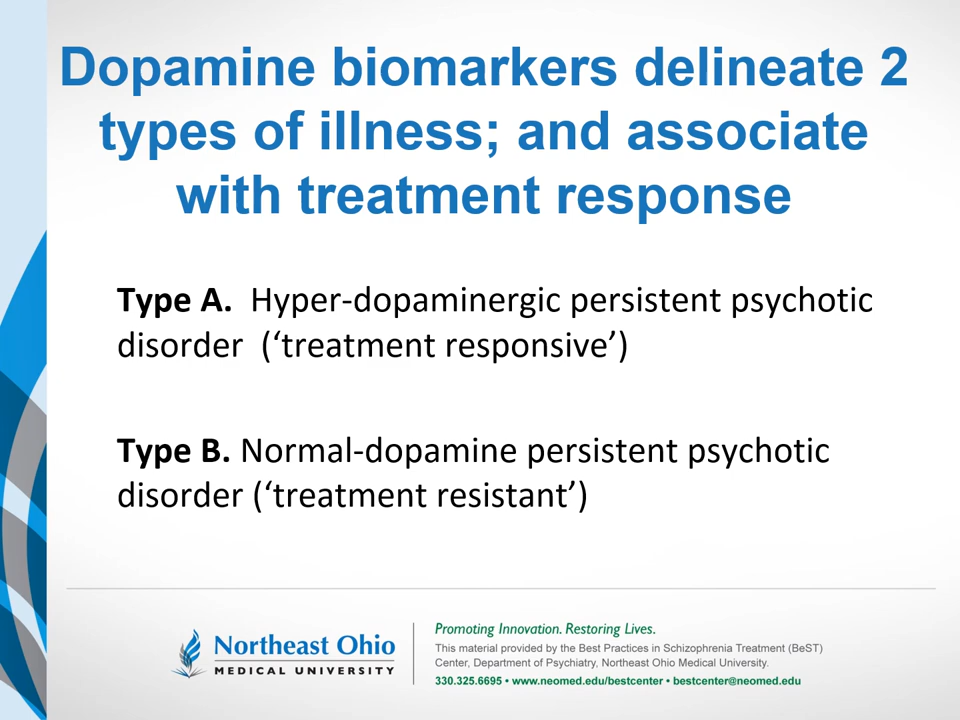 Dopamine biomarkers delineate 2
types of illness; and associate
with treatment response
Type A.  Hyper-dopaminergic persistent psychotic
disorder  (‘treatment responsive’)
Type B. Normal-dopamine persistent psychotic
disorder (‘treatment resistant’)
Northeast Ohio
MEDICAL UNIVERSITY
Promoting Innovation. Restoring Lives.
This material provided by the Best Practices in Schizophrenia Treatment (BeST)
Center, Department of Psychiatry, Northeast Ohio Medical University.
330.325.6695 • www.neomed.edu/bestcenter • bestcenter@neomed.edu